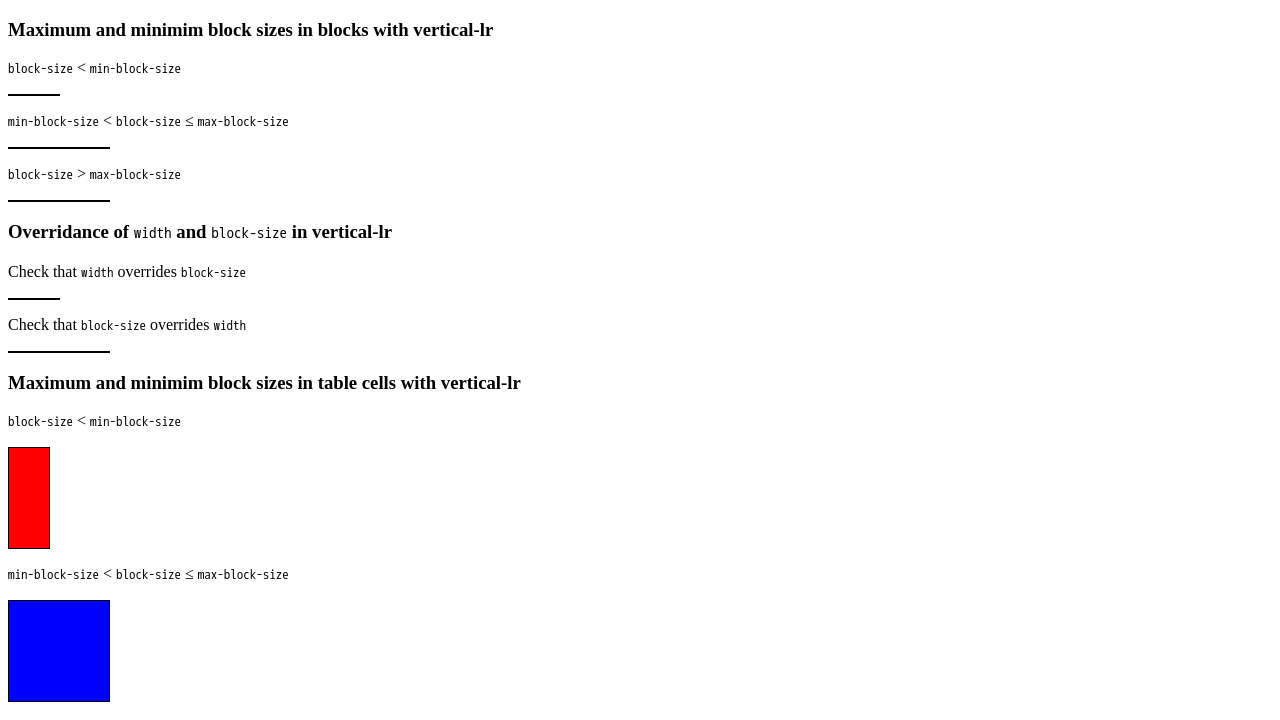 Maximum and minimim block sizes in blocks with vertical-lr
block-size < min-block-size
min-block-size < block-size ≤ max-block-size
block-size > max-block-size
Overridance of width and block-size in vertical-lr
Check that width overrides block-size
Check that block-size overrides width
Maximum and minimim block sizes in table cells with vertical-lr
block-size < min-block-size
min-block-size < block-size ≤ max-block-size